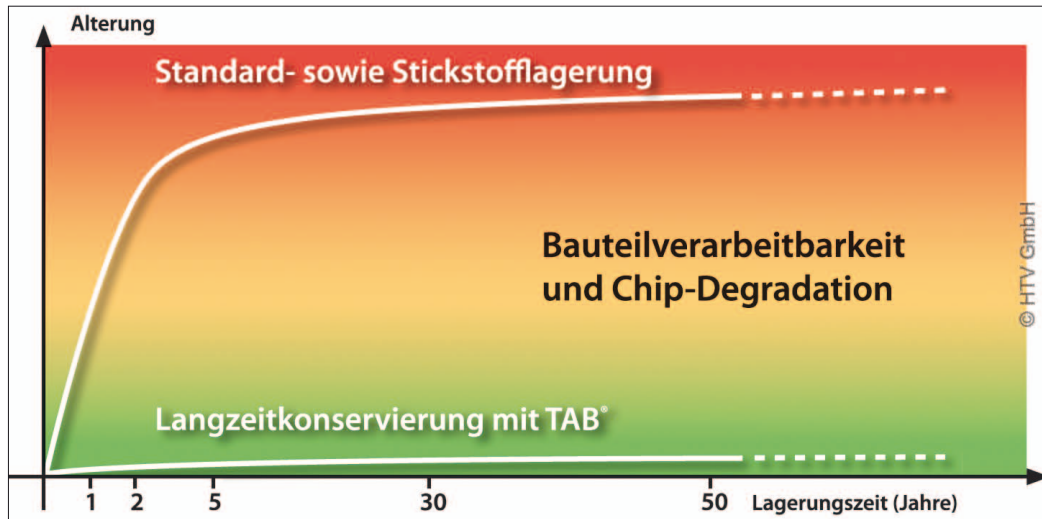 Alterung
Standard- sowie Stickstofflagerung
Bauteilverarbeitbarkeit
und Chip-Degradation
© HTV GmbH
Langzeitkonservierung mit TAB®
1 2 5 30 50 Lagerungszeit (Jahre)